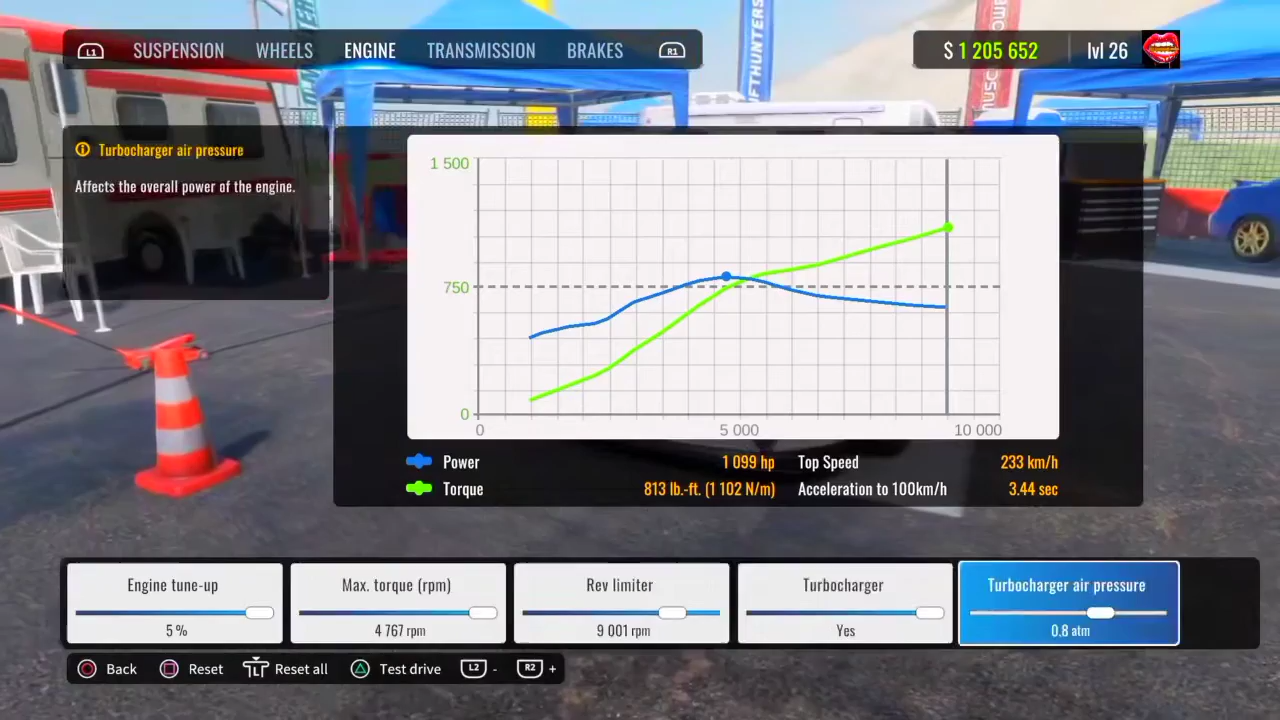 L1 SUSPENSION WHEELS ENGINE TRANSMISSION BRAKES R1
$ 1 205 652 lvl 26
Turbocharger air pressure
Affects the overall power of the engine.
1 500
750
0
0 5 000 10 000
Power 1 099 hp Top Speed 233 km/h
Torque 813 lb.-ft. (1 102 N/m) Acceleration to 100km/h 3.44 sec
Engine tune-up Max. torque (rpm) Rev limiter Turbocharger Turbocharger air pressure
5 % 4 767 rpm 9 001 rpm Yes 0.8 atm
Back Reset Reset all Test drive L2 - R2 +